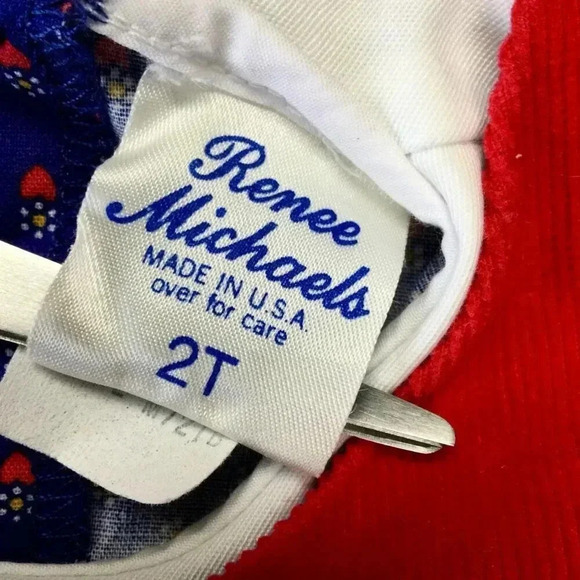 Renee
Michaels
MADE IN U.S.A.
over for care
2T